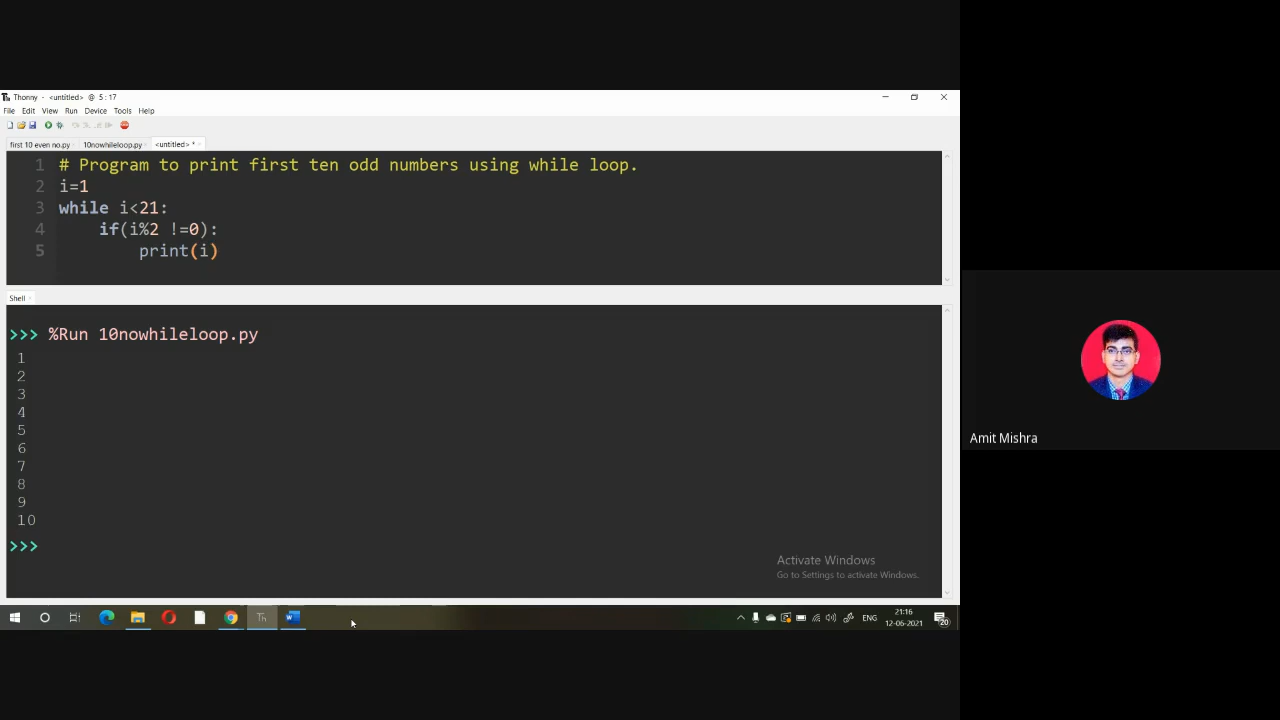 Thonny - <untitled> @ 5 : 17
File Edit View Run Device Tools Help
first 10 even no.py 10nowhileloop.py <untitled> *
1 # Program to print first ten odd numbers using while loop.
2 i=1
3 while i<21:
4     if(i%2 !=0):
5         print(i)
Shell
>>> %Run 10nowhileloop.py
1
2
3
4
5
6
7
8
9
10
>>>
Activate Windows
Go to Settings to activate Windows.
Th W ENG 21:16
12-06-2021 20
Amit Mishra